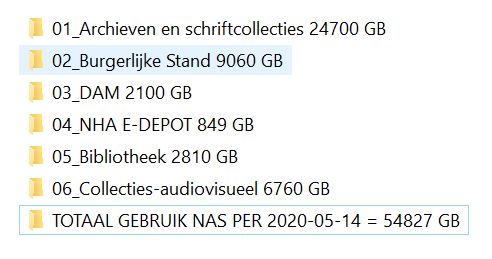 01_Archieven en schriftcollecties 24700 GB
02_Burgerlijke Stand 9060 GB
03_DAM 2100 GB
04_NHA E-DEPOT 849 GB
05_Bibliotheek 2810 GB
06_Collecties-audiovisueel 6760 GB
TOTAAL GEBRUIK NAS PER 2020-05-14 = 54827 GB